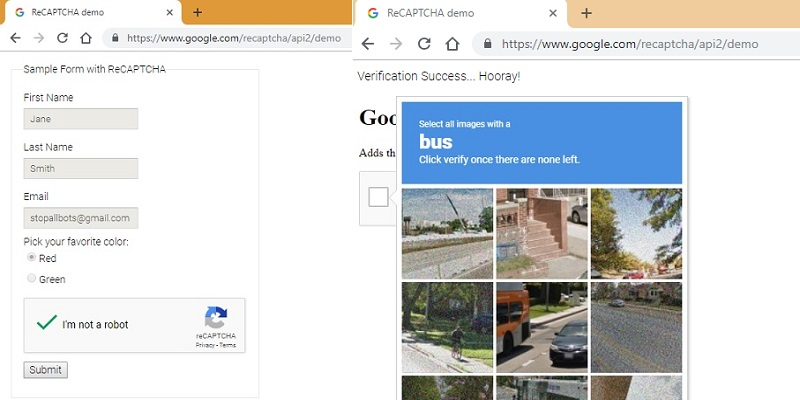 ReCAPTCHA demo
https://www.google.com/recaptcha/api2/demo
Sample Form with ReCAPTCHA
First Name
Jane
Last Name
Smith
Email
stopallbots@gmail.com
Pick your favorite color:
Red
Green
I'm not a robot
reCAPTCHA
Privacy - Terms
Submit
ReCAPTCHA demo
https://www.google.com/recaptcha/api2/demo
Verification Success... Hooray!
Adds th
Select all images with a
bus
Click verify once there are none left.